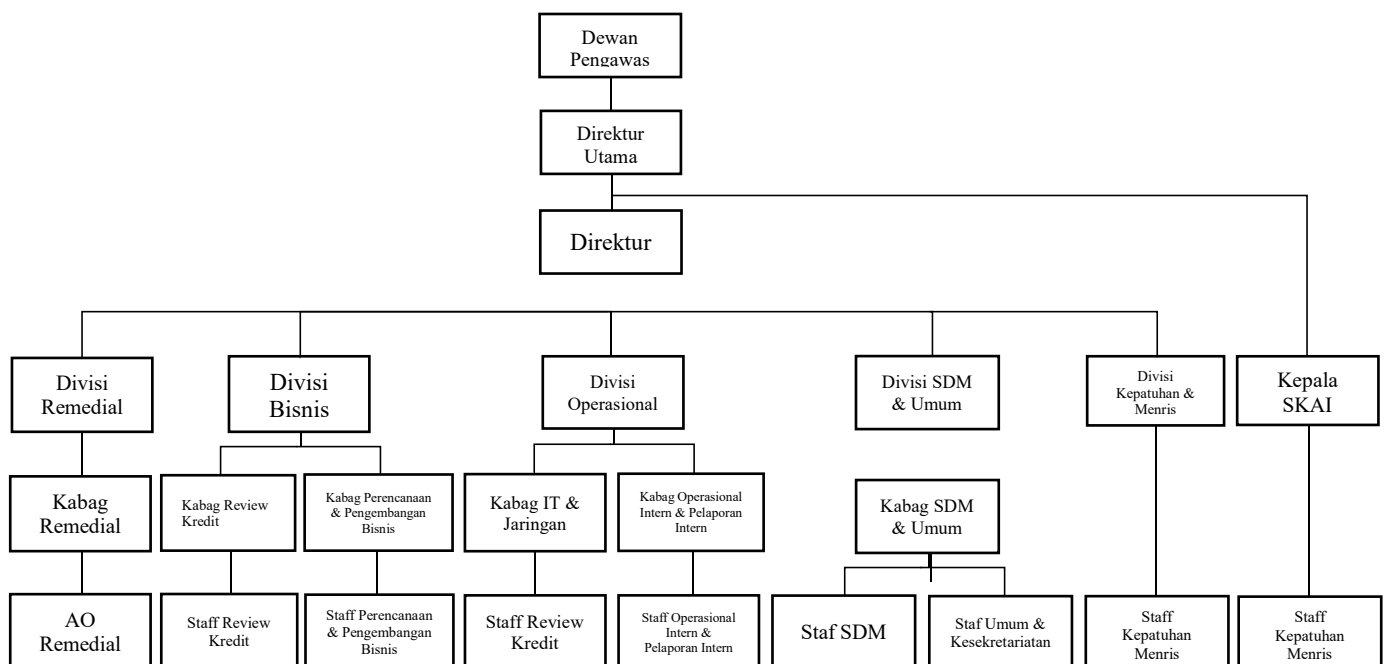 Dewan
Pengawas
Direktur
Utama
Direktur
Divisi
Remedial
Divisi
Bisnis
Divisi
Operasional
Divisi SDM
& Umum
Divisi
Kepatuhan &
Menris
Kepala
SKAI
Kabag
Remedial
Kabag Review
Kredit
Kabag Perencanaan
& Pengembangan
Bisnis
Kabag IT &
Jaringan
Kabag Operasional
Intern & Pelaporan
Intern
Kabag SDM
& Umum
AO
Remedial
Staff Review
Kredit
Staff Perencanaan
& Pengembangan
Bisnis
Staff Review
Kredit
Staff Operasional
Intern &
Pelaporan Intern
Staf SDM
Staf Umum &
Kesekretariatan
Staff
Kepatuhan
Menris
Staff
Kepatuhan
Menris